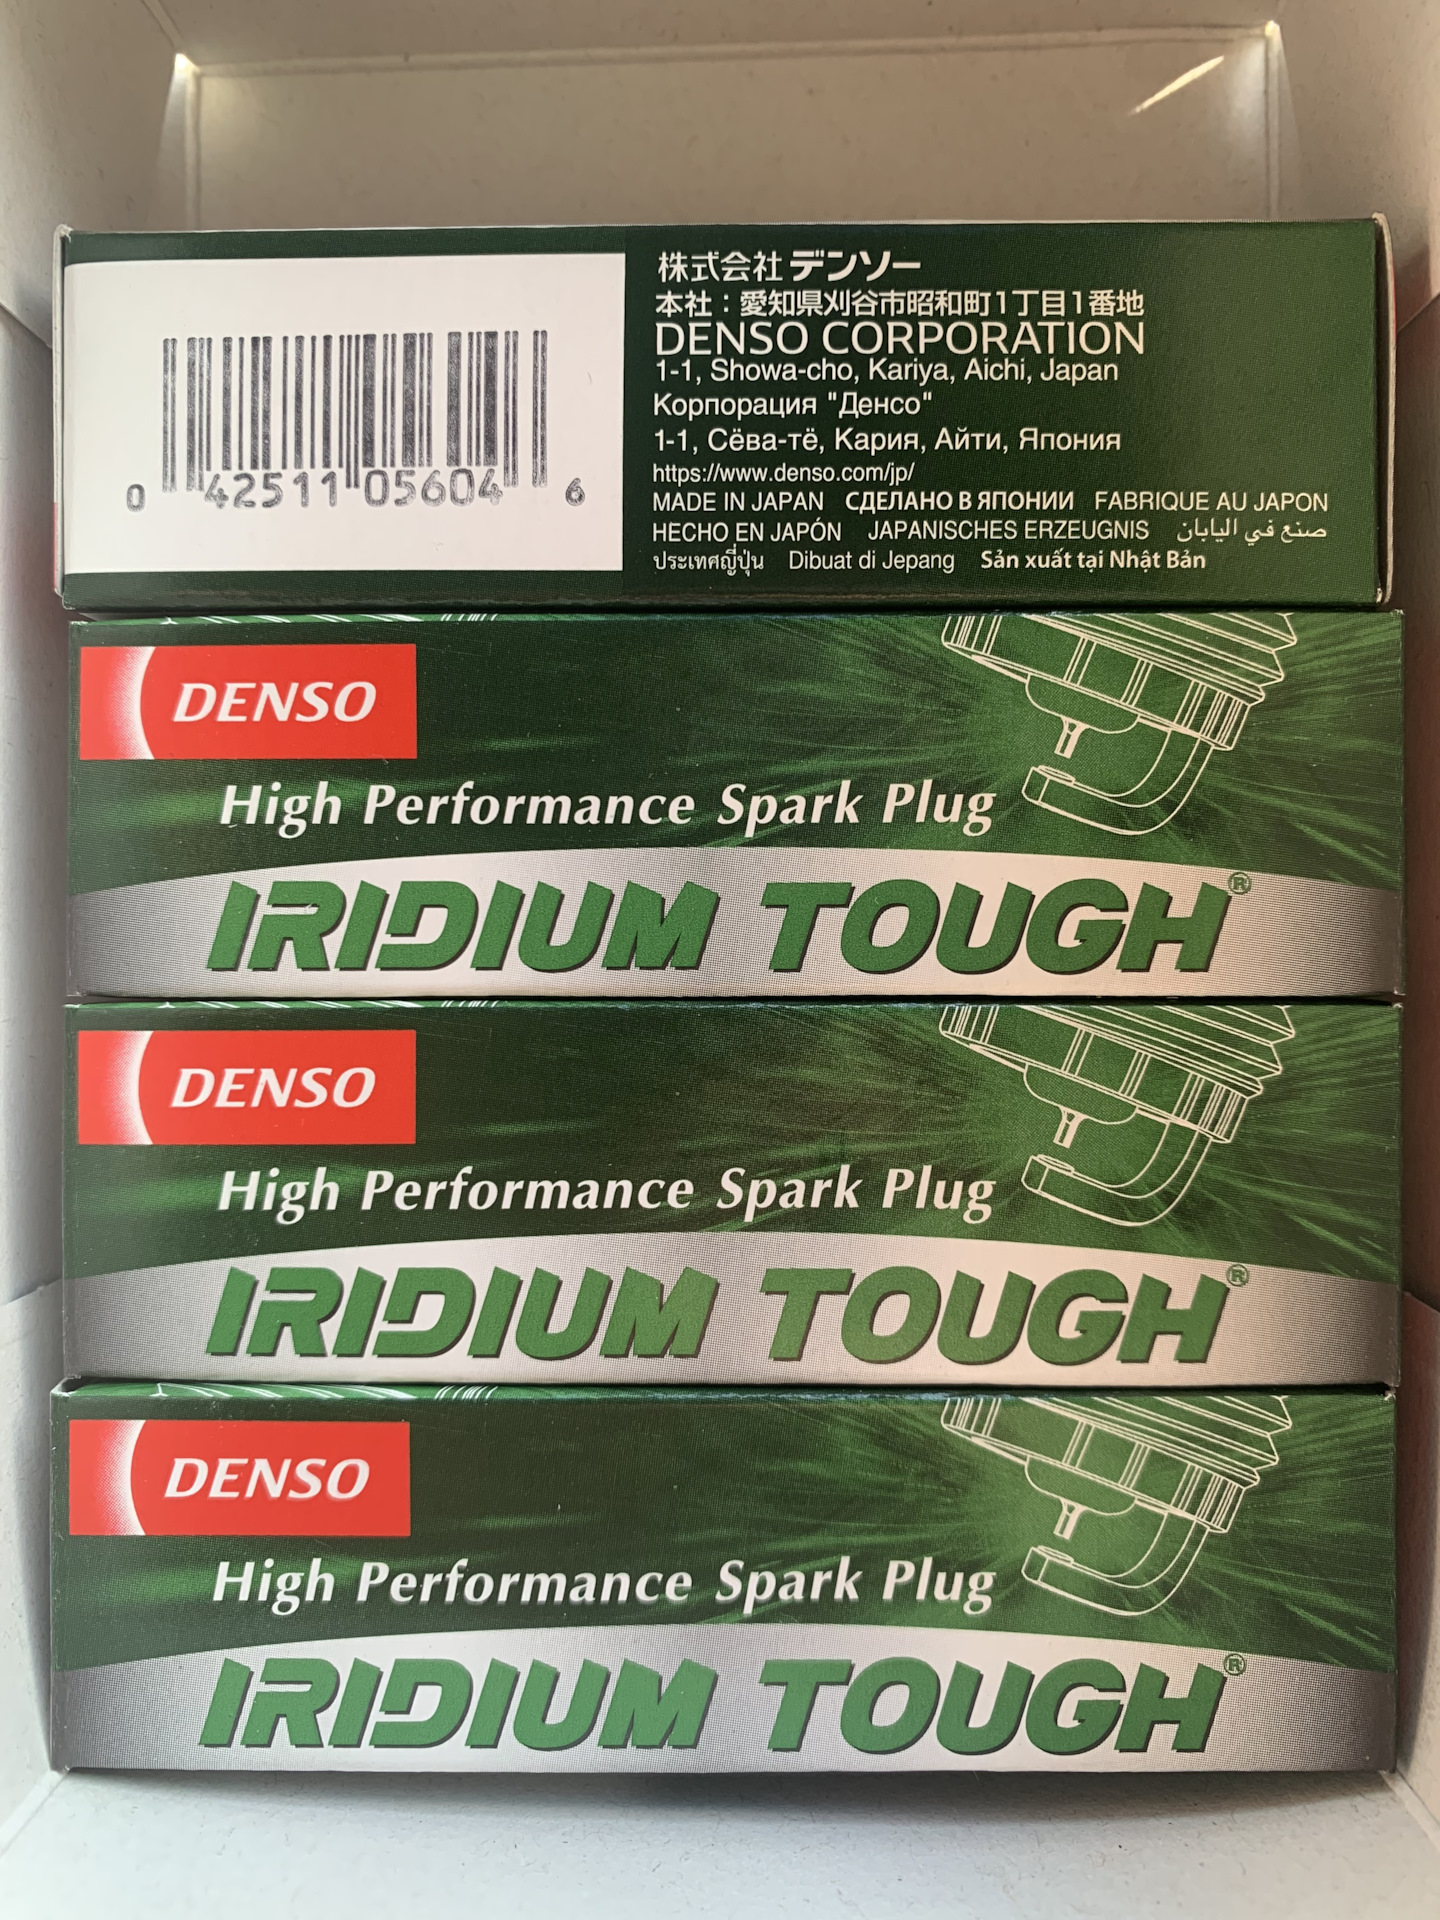 株式会社 デンソー
本社：愛知県刈谷市昭和町1丁目1番地
DENSO CORPORATION
1-1, Showa-cho, Kariya, Aichi, Japan
Корпорация "Денсо"
1-1, Сёва-тё, Кария, Айти, Япония
https://www.denso.com/jp/
MADE IN JAPAN СДЕЛАНО В ЯПОНИИ FABRIQUE AU JAPON
HECHO EN JAPÓN JAPANISCHES ERZEUGNIS صنع في اليابان
ประเทศญี่ปุ่น Dibuat di Jepang Sản xuất tại Nhật Bản
0 42511 05604 6
DENSO
High Performance Spark Plug
IRIDIUM TOUGH®
DENSO
High Performance Spark Plug
IRIDIUM TOUGH®
DENSO
High Performance Spark Plug
IRIDIUM TOUGH®